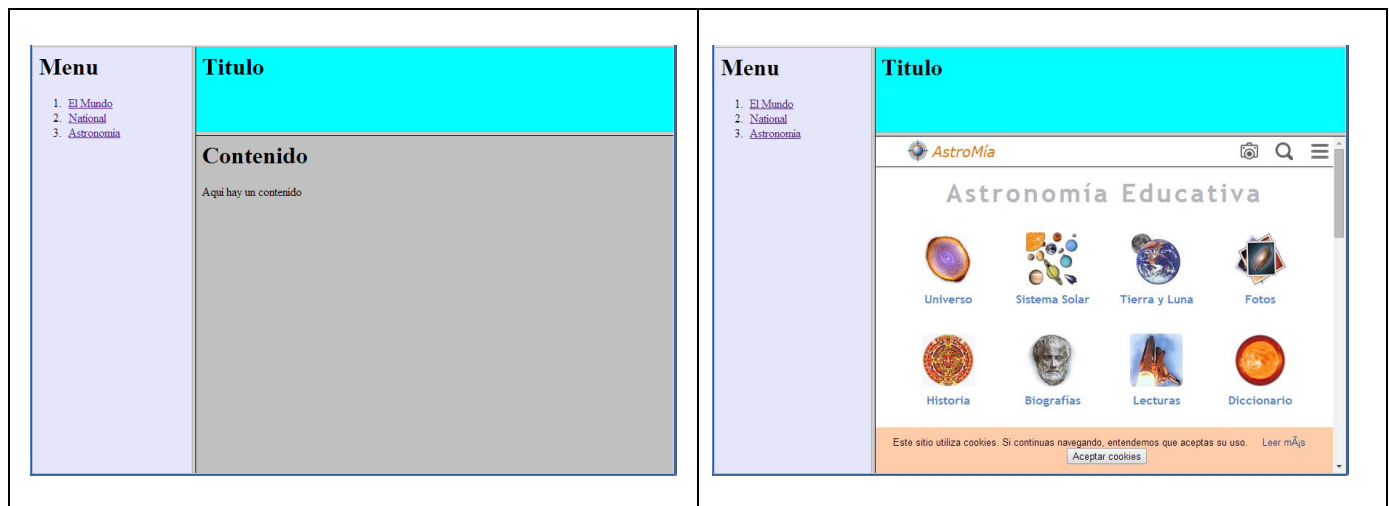 Menu
1. El Mundo
2. National
3. Astronomia
Titulo
Contenido
Aqui hay un contenido
Menu
1. El Mundo
2. National
3. Astronomia
Titulo
AstroMía
Astronomía Educativa
Universo
Sistema Solar
Tierra y Luna
Fotos
Historia
Biografías
Lecturas
Diccionario
Este sitio utiliza cookies. Si continuas navegando, entendemos que aceptas su uso. Leer mÃ¡s
Aceptar cookies